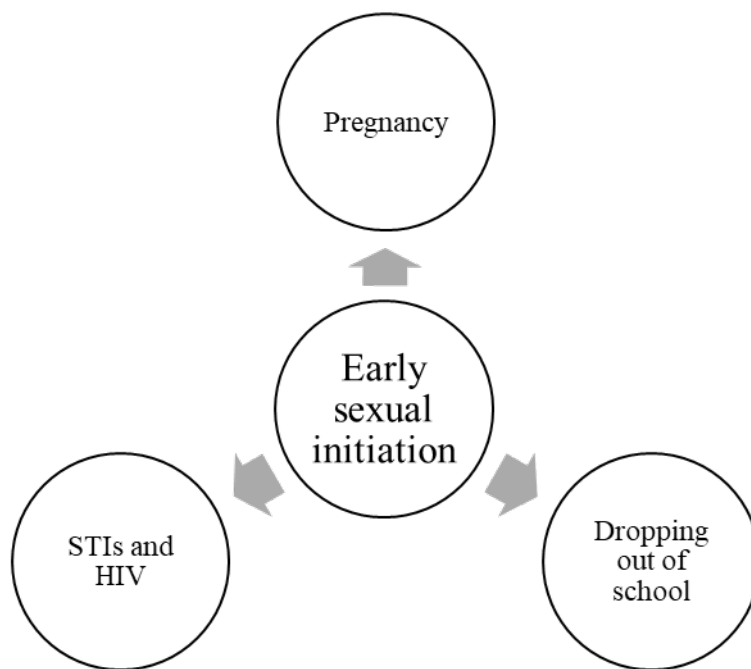 Pregnancy
Early
sexual
initiation
STIs and
HIV
Dropping
out of
school